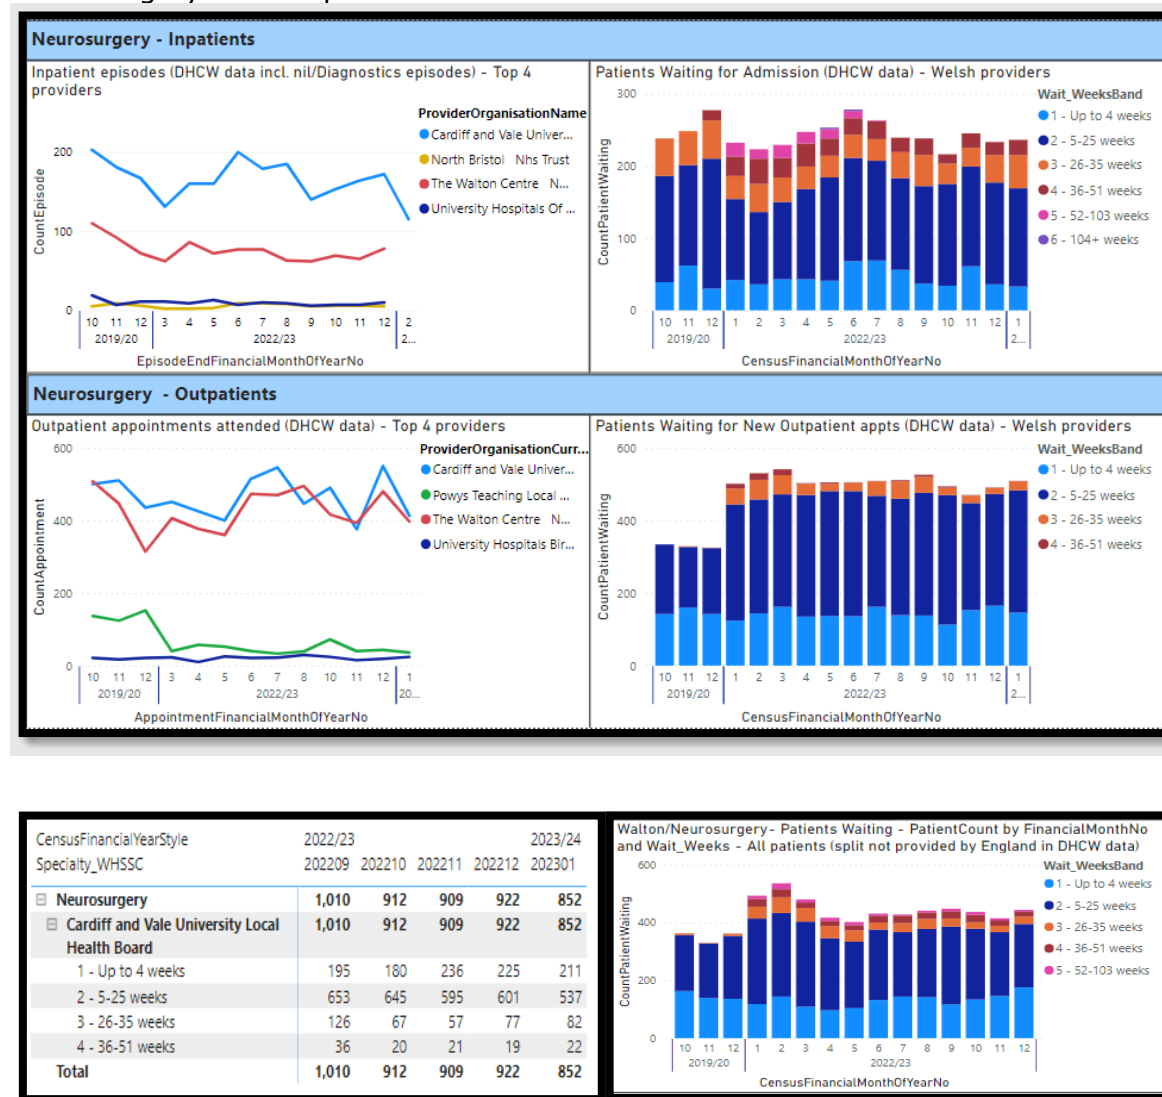 Neurosurgery - Inpatients
Inpatient episodes (DHCW data incl. nil/Diagnostics episodes) - Top 4
providers
ProviderOrganisationName
Cardiff and Vale Univer...
North Bristol Nhs Trust
The Walton Centre N...
University Hospitals Of ...
CountEpisode
200
100
0
10 11 12 3 4 5 6 7 8 9 10 11 12 2
2019/20 2022/23 2...
EpisodeEndFinancialMonthOfYearNo
Patients Waiting for Admission (DHCW data) - Welsh providers
Wait_WeeksBand
1 - Up to 4 weeks
2 - 5-25 weeks
3 - 26-35 weeks
4 - 36-51 weeks
5 - 52-103 weeks
6 - 104+ weeks
CountPatientWaiting
300
200
100
0
10 11 12 1 2 3 4 5 6 7 8 9 10 11 12 1
2019/20 2022/23 2...
CensusFinancialMonthOfYearNo
Neurosurgery - Outpatients
Outpatient appointments attended (DHCW data) - Top 4 providers
ProviderOrganisationCurr...
Cardiff and Vale Univer...
Powys Teaching Local ...
The Walton Centre N...
University Hospitals Bir...
CountAppointment
600
400
200
0
10 11 12 3 4 5 6 7 8 9 10 11 12 1
2019/20 2022/23 20...
AppointmentFinancialMonthOfYearNo
Patients Waiting for New Outpatient appts (DHCW data) - Welsh providers
Wait_WeeksBand
1 - Up to 4 weeks
2 - 5-25 weeks
3 - 26-35 weeks
4 - 36-51 weeks
CountPatientWaiting
600
400
200
0
10 11 12 1 2 3 4 5 6 7 8 9 10 11 12 1
2019/20 2022/23 2...
CensusFinancialMonthOfYearNo
CensusFinancialYearStyle 2022/23 2023/24
Specialty_WHSSC 202209 202210 202211 202212 202301
Neurosurgery 1,010 912 909 922 852
Cardiff and Vale University Local 1,010 912 909 922 852
Health Board
1 - Up to 4 weeks 195 180 236 225 211
2 - 5-25 weeks 653 645 595 601 537
3 - 26-35 weeks 126 67 57 77 82
4 - 36-51 weeks 36 20 21 19 22
Total 1,010 912 909 922 852
Walton/Neurosurgery- Patients Waiting - PatientCount by FinancialMonthNo
and Wait_Weeks - All patients (split not provided by England in DHCW data)
Wait_WeeksBand
1 - Up to 4 weeks
2 - 5-25 weeks
3 - 26-35 weeks
4 - 36-51 weeks
5 - 52-103 weeks
CountPatientWaiting
600
400
200
0
10 11 12 1 2 3 4 5 6 7 8 9 10 11 12
2019/20 2022/23
CensusFinancialMonthOfYearNo